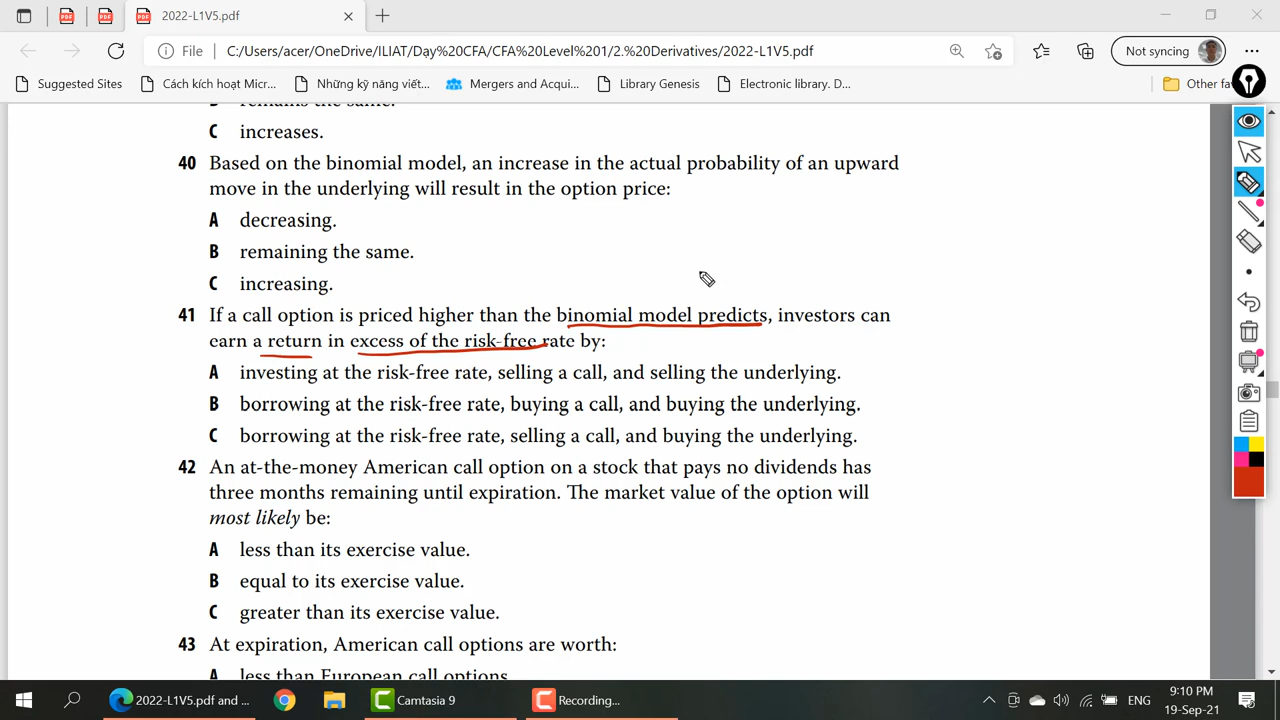 2022-L1V5.pdf
File C:/Users/acer/OneDrive/ILIAT/Dạy%20CFA/CFA%20Level%201/2.%20Derivatives/2022-L1V5.pdf Not syncing
Suggested Sites Cách kích hoạt Micr... Những kỹ năng viết... Mergers and Acqui... Library Genesis Electronic library. D... Other fa
remains the same.
C increases.
40 Based on the binomial model, an increase in the actual probability of an upward
move in the underlying will result in the option price:
A decreasing.
B remaining the same.
C increasing.
41 If a call option is priced higher than the binomial model predicts, investors can
earn a return in excess of the risk-free rate by:
A investing at the risk-free rate, selling a call, and selling the underlying.
B borrowing at the risk-free rate, buying a call, and buying the underlying.
C borrowing at the risk-free rate, selling a call, and buying the underlying.
42 An at-the-money American call option on a stock that pays no dividends has
three months remaining until expiration. The market value of the option will
most likely be:
A less than its exercise value.
B equal to its exercise value.
C greater than its exercise value.
43 At expiration, American call options are worth:
A less than European call options.
2022-L1V5.pdf and ... Camtasia 9 Recording... ENG 9:10 PM
19-Sep-21